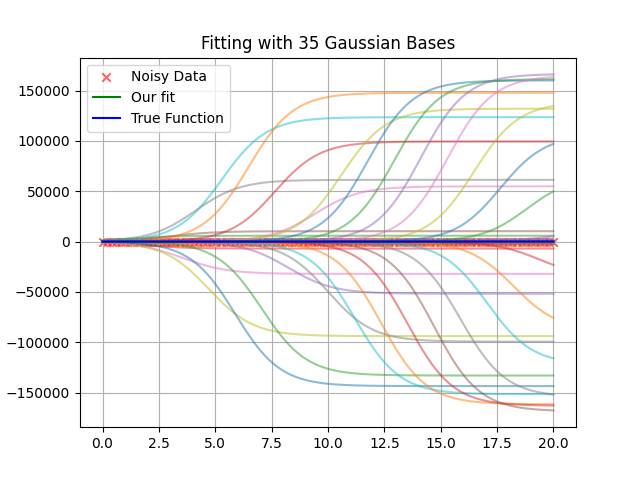 Fitting with 35 Gaussian Bases
Noisy Data
Our fit
True Function
150000
100000
50000
0
−50000
−100000
−150000
0.0 2.5 5.0 7.5 10.0 12.5 15.0 17.5 20.0